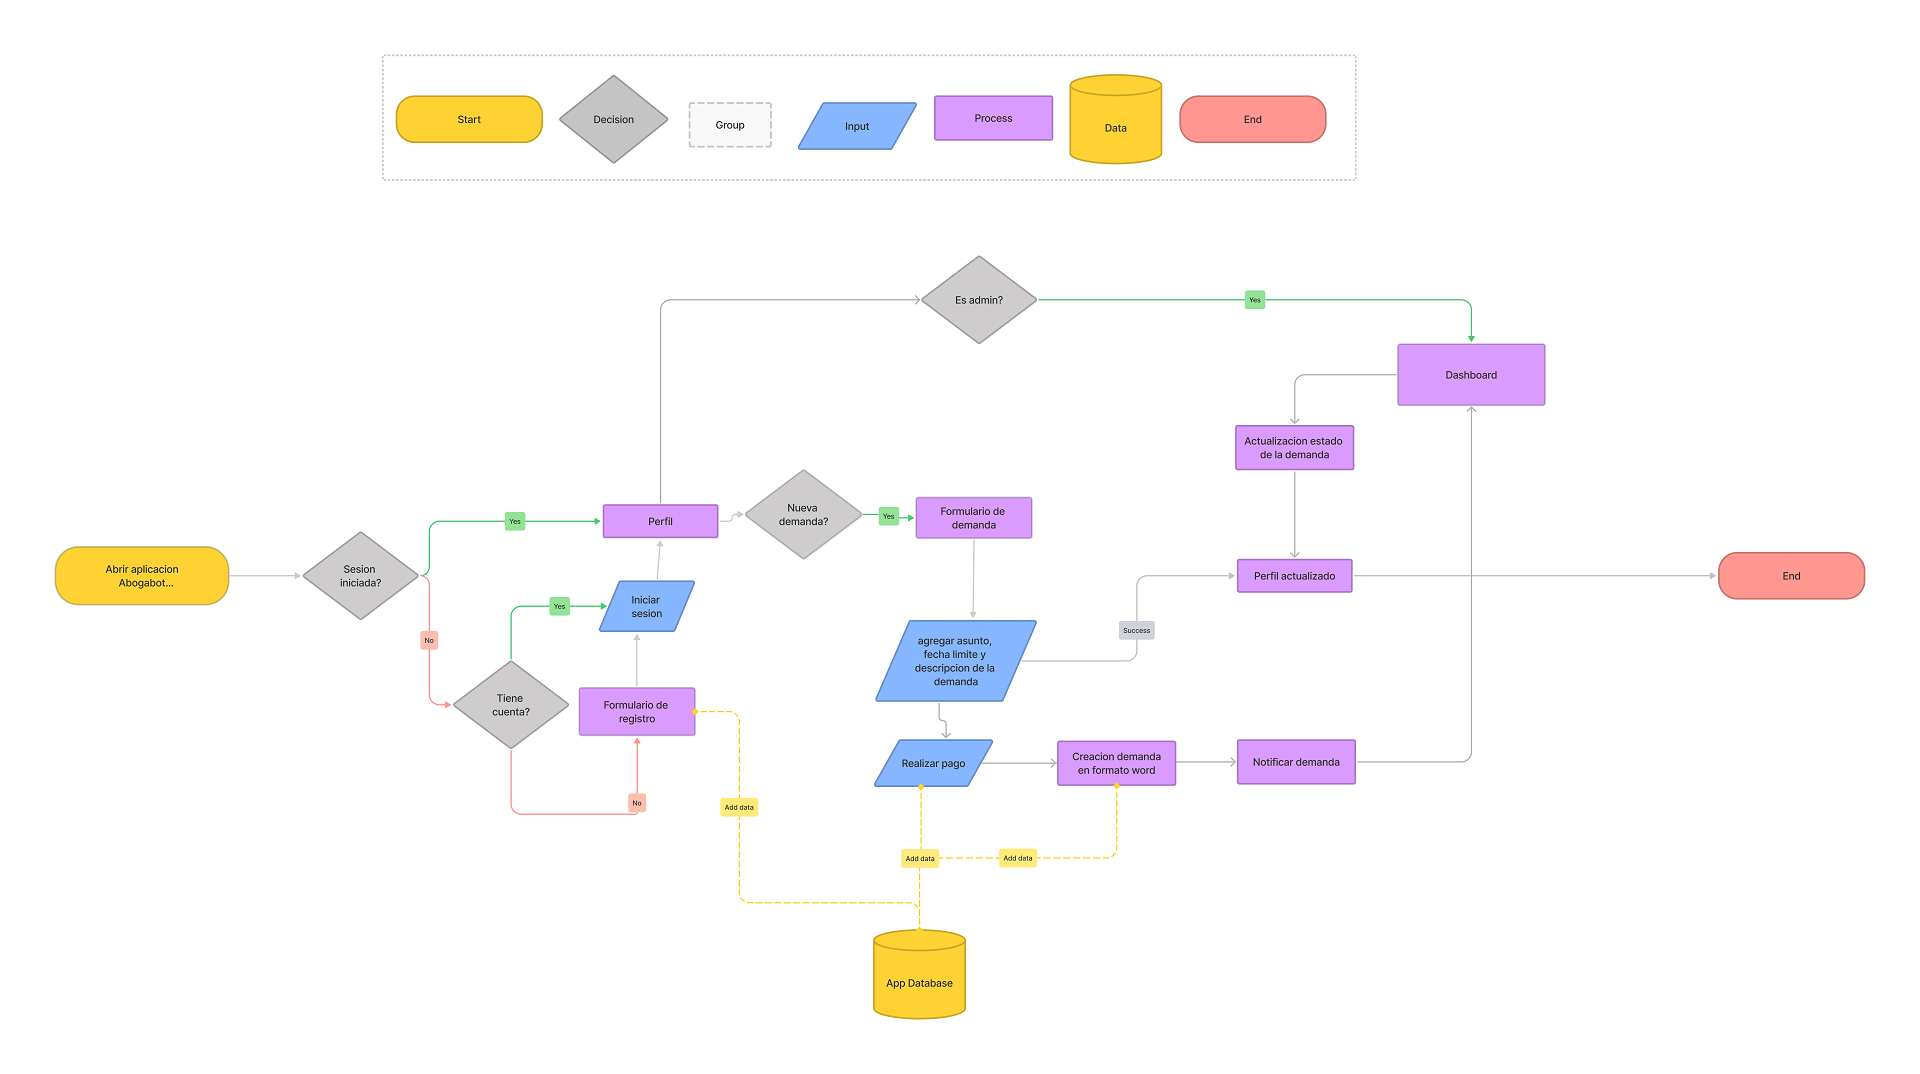 Start
Decision
Group
Input
Process
Data
End
Es admin?
Yes
Dashboard
Actualizacion estado
de la demanda
Nueva
demanda?
Yes
Formulario de
demanda
Perfil
Yes
Abrir aplicacion
Abogabot...
Sesion
iniciada?
Perfil actualizado
End
Iniciar
sesion
Yes
No
Success
agregar asunto,
fecha limite y
descripcion de la
demanda
Tiene
cuenta?
Formulario de
registro
Realizar pago
Creacion demanda
en formato word
Notificar demanda
No
Add data
Add data
Add data
App Database